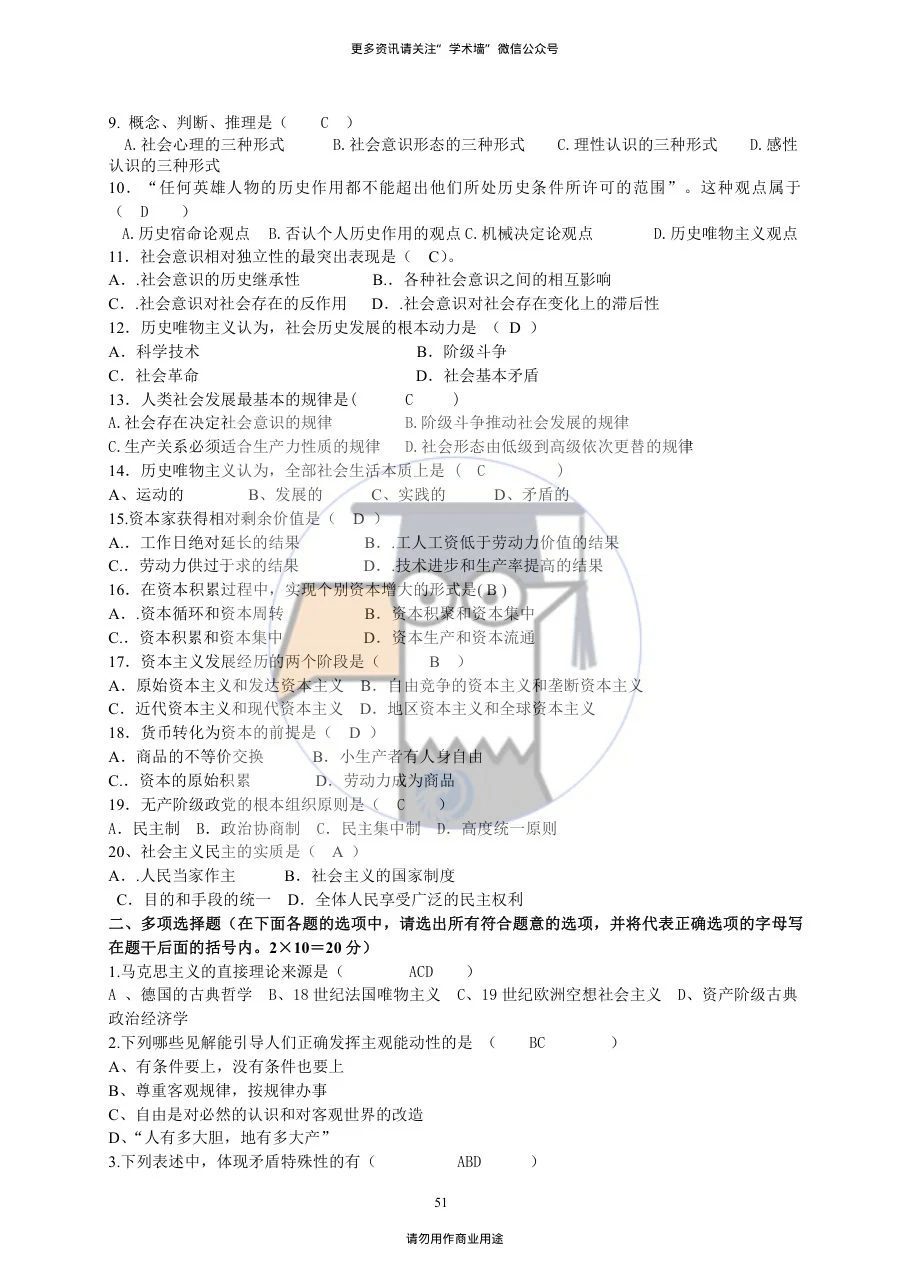 更多资讯请关注“学术墙”微信公众号
9. 概念、判断、推理是（ C ）
A.社会心理的三种形式 B.社会意识形态的三种形式 C.理性认识的三种形式 D.感性
认识的三种形式
10．“任何英雄人物的历史作用都不能超出他们所处历史条件所许可的范围”。这种观点属于
（ D ）
A.历史宿命论观点 B.否认个人历史作用的观点 C.机械决定论观点 D.历史唯物主义观点
11．社会意识相对独立性的最突出表现是（ C）。
A．.社会意识的历史继承性 B.．各种社会意识之间的相互影响
C．.社会意识对社会存在的反作用 D．.社会意识对社会存在变化上的滞后性
12．历史唯物主义认为，社会历史发展的根本动力是 （ D ）
A．科学技术 B．阶级斗争
C．社会革命 D．社会基本矛盾
13．人类社会发展最基本的规律是( C )
A.社会存在决定社会意识的规律 B.阶级斗争推动社会发展的规律
C.生产关系必须适合生产力性质的规律 D.社会形态由低级到高级依次更替的规律
14．历史唯物主义认为，全部社会生活本质上是 ( C )
A、运动的 B、发展的 C、实践的 D、矛盾的
15.资本家获得相对剩余价值是（ D ）
A.．工作日绝对延长的结果 B．.工人工资低于劳动力价值的结果
C.．劳动力供过于求的结果 D．.技术进步和生产率提高的结果
16．在资本积累过程中，实现个别资本增大的形式是( B )
A．.资本循环和资本周转 B．资本积聚和资本集中
C.．资本积累和资本集中 D．资本生产和资本流通
17．资本主义发展经历的两个阶段是（ B ）
A．原始资本主义和发达资本主义 B．自由竞争的资本主义和垄断资本主义
C．近代资本主义和现代资本主义 D．地区资本主义和全球资本主义
18．货币转化为资本的前提是（ D ）
A．商品的不等价交换 B．小生产者有人身自由
C.．资本的原始积累 D．劳动力成为商品
19．无产阶级政党的根本组织原则是（ C ）
A．民主制 B．政治协商制 C．民主集中制 D．高度统一原则
20、社会主义民主的实质是（ A ）
A．.人民当家作主 B．社会主义的国家制度
C．目的和手段的统一 D．全体人民享受广泛的民主权利
二、多项选择题（在下面各题的选项中，请选出所有符合题意的选项，并将代表正确选项的字母写
在题干后面的括号内。2×10＝20 分）
1.马克思主义的直接理论来源是（ ACD ）
A 、德国的古典哲学 B、18 世纪法国唯物主义 C、19 世纪欧洲空想社会主义 D、资产阶级古典
政治经济学
2.下列哪些见解能引导人们正确发挥主观能动性的是 （ BC ）
A、有条件要上，没有条件也要上
B、尊重客观规律，按规律办事
C、自由是对必然的认识和对客观世界的改造
D、“人有多大胆，地有多大产”
3.下列表述中，体现矛盾特殊性的有（ ABD ）
51
请勿用作商业用途